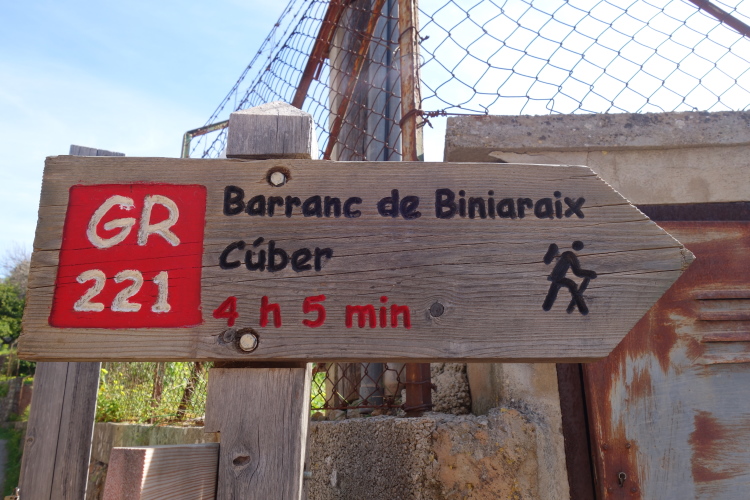 GR
221
Barranc de Biniaraix
Cúber
4 h 5 min